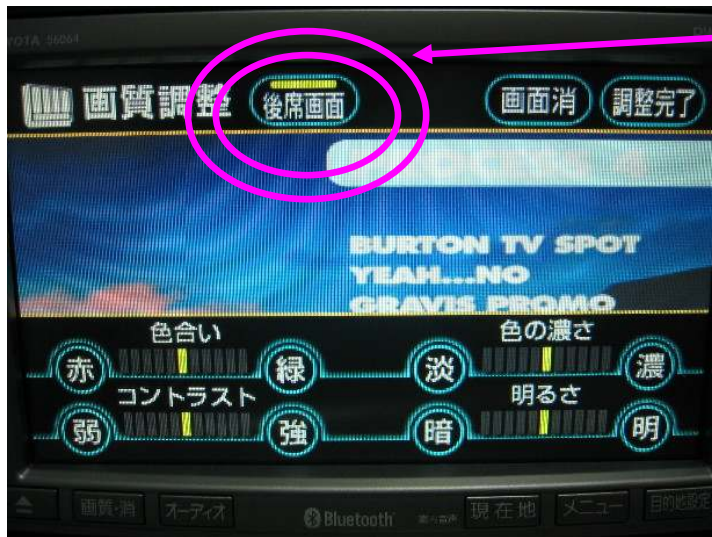 画質調整 後席画面 画面消 調整完了
BURTON TV SPOT
YEAH...NO
GRAVIS PROMO
色合い 色の濃さ
赤 緑 淡 濃
コントラスト 明るさ
弱 強 暗 明
画質・消 オーディオ Bluetooth 現在地 メニュー 目的地設定